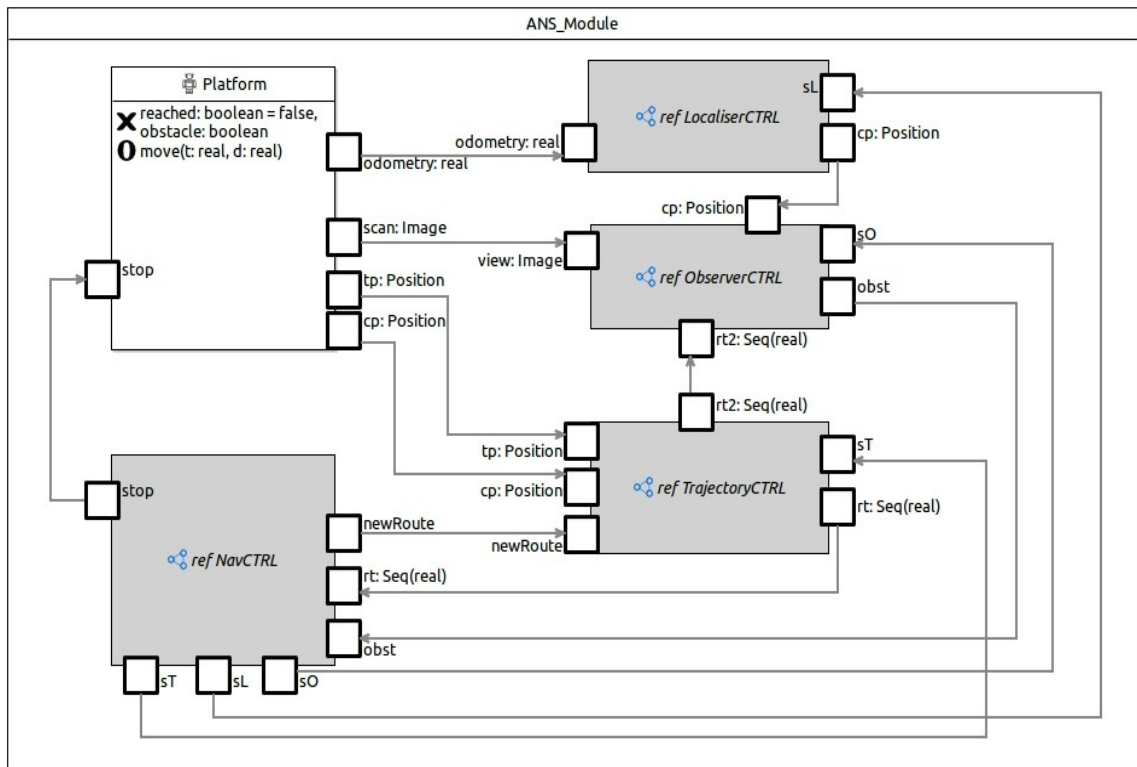 ANS_Module
Platform
reached: boolean = false,
obstacle: boolean
O move(t: real, d: real)
odometry: real
scan: Image
tp: Position
cp: Position
stop
odometry: real
ref LocaliserCTRL
sL
cp: Position
cp: Position
view: Image
ref ObserverCTRL
sO
obst
rt2: Seq(real)
rt2: Seq(real)
tp: Position
cp: Position
newRoute
ref TrajectoryCTRL
sT
rt: Seq(real)
stop
ref NavCTRL
newRoute
rt: Seq(real)
obst
sT
sL
sO